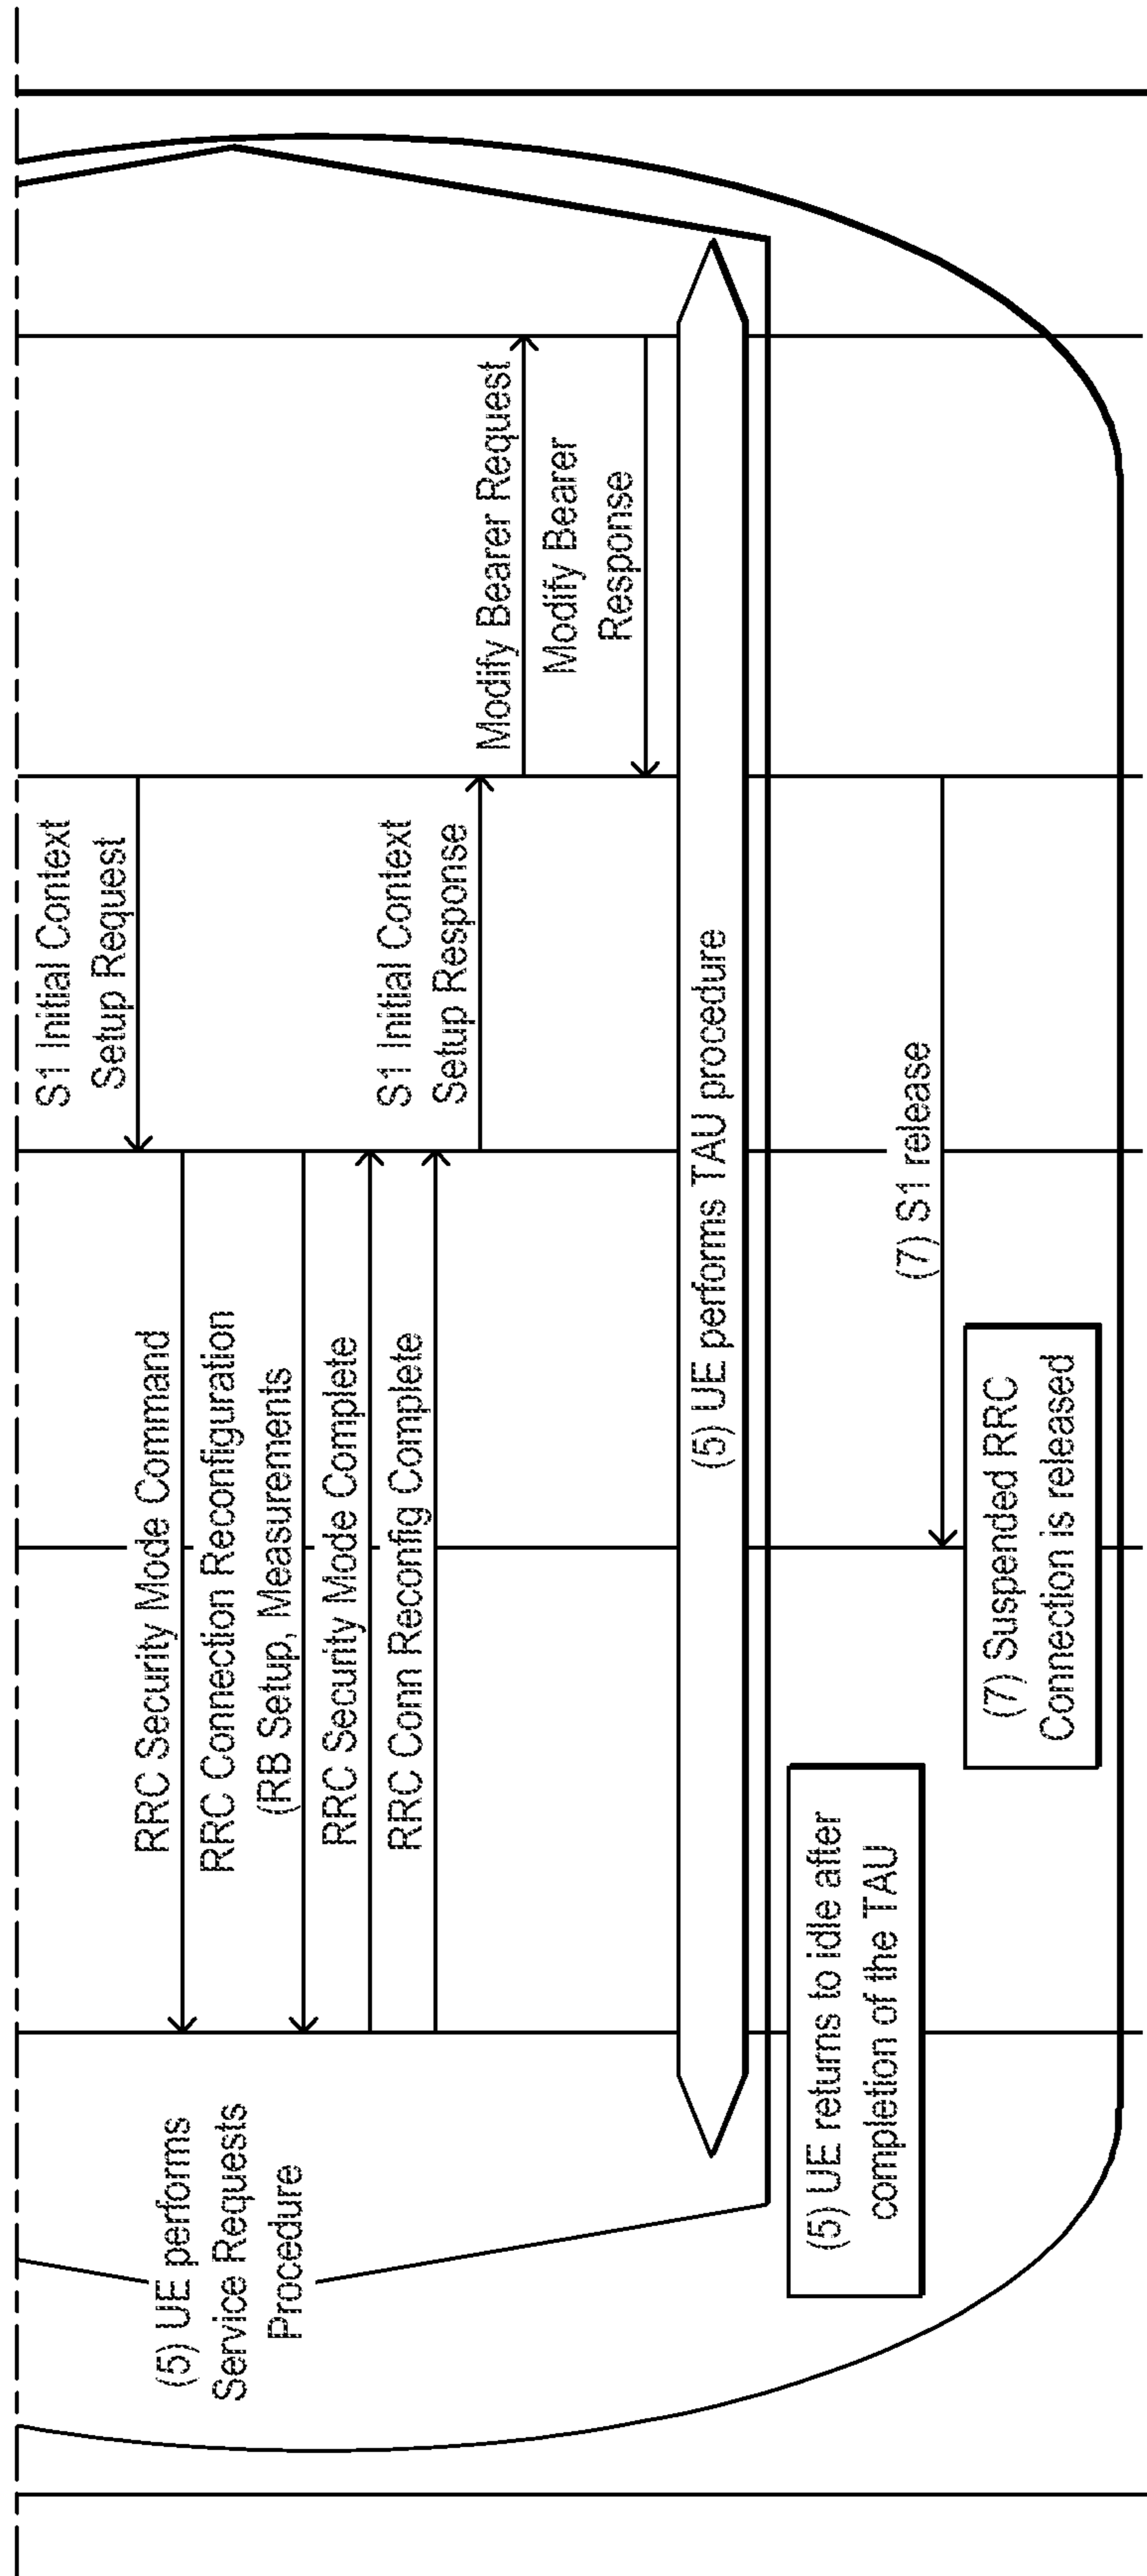 S1 Initial Context
Setup Request
RRC Security Mode Command
(5) UE performs
Service Requests
Procedure
RRC Connection Reconfiguration
(RB Setup, Measurements
RRC Security Mode Complete
S1 Initial Context
Setup Response
RRC Conn Reconfig Complete
Modify Bearer Request
Modify Bearer
Response
(5) UE performs TAU procedure
(5) UE returns to idle after
completion of the TAU
(7) S1 release
(7) Suspended RRC
Connection is released